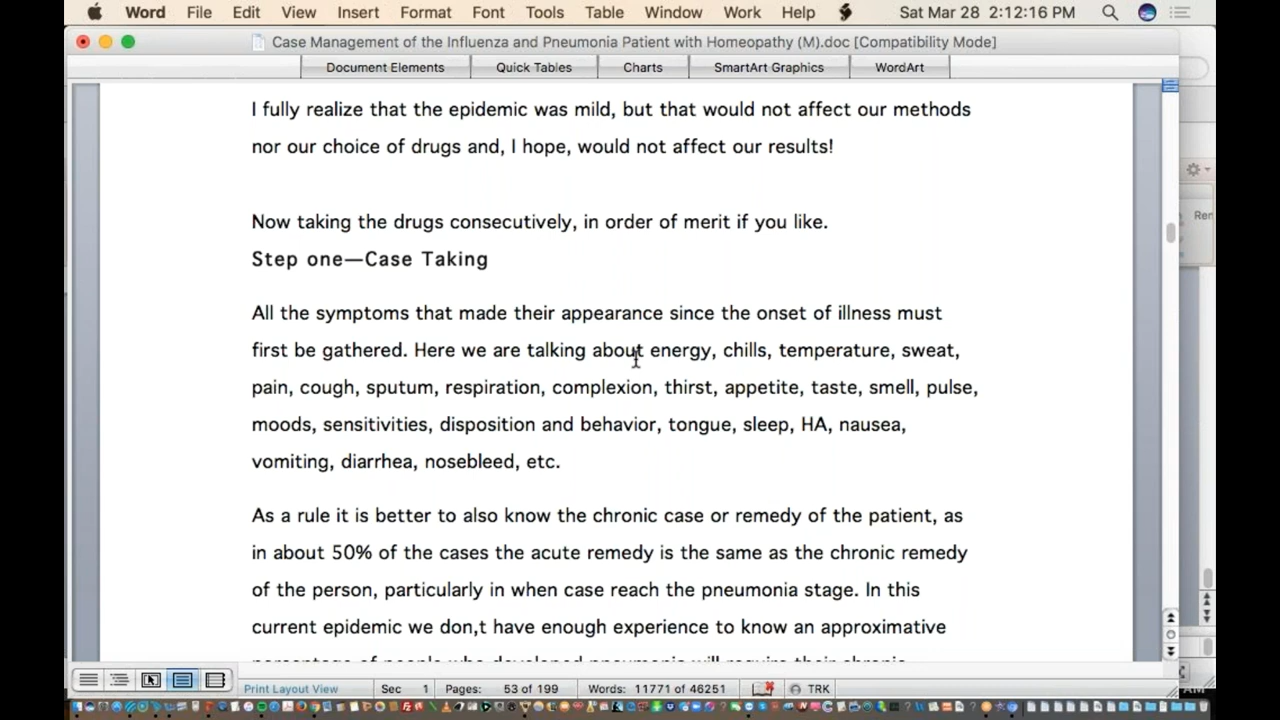 Word File Edit View Insert Format Font Tools Table Window Work Help Sat Mar 28 2:12:16 PM
Case Management of the Influenza and Pneumonia Patient with Homeopathy (M).doc [Compatibility Mode]
Document Elements Quick Tables Charts SmartArt Graphics WordArt
I fully realize that the epidemic was mild, but that would not affect our methods
nor our choice of drugs and, I hope, would not affect our results!
Now taking the drugs consecutively, in order of merit if you like.
Ren
Step one—Case Taking
All the symptoms that made their appearance since the onset of illness must
first be gathered. Here we are talking about energy, chills, temperature, sweat,
pain, cough, sputum, respiration, complexion, thirst, appetite, taste, smell, pulse,
moods, sensitivities, disposition and behavior, tongue, sleep, HA, nausea,
vomiting, diarrhea, nosebleed, etc.
As a rule it is better to also know the chronic case or remedy of the patient, as
in about 50% of the cases the acute remedy is the same as the chronic remedy
of the person, particularly in when case reach the pneumonia stage. In this
current epidemic we don,t have enough experience to know an approximative
Print Layout View Sec 1 Pages: 53 of 199 Words: 11771 of 46251 TRK
AM